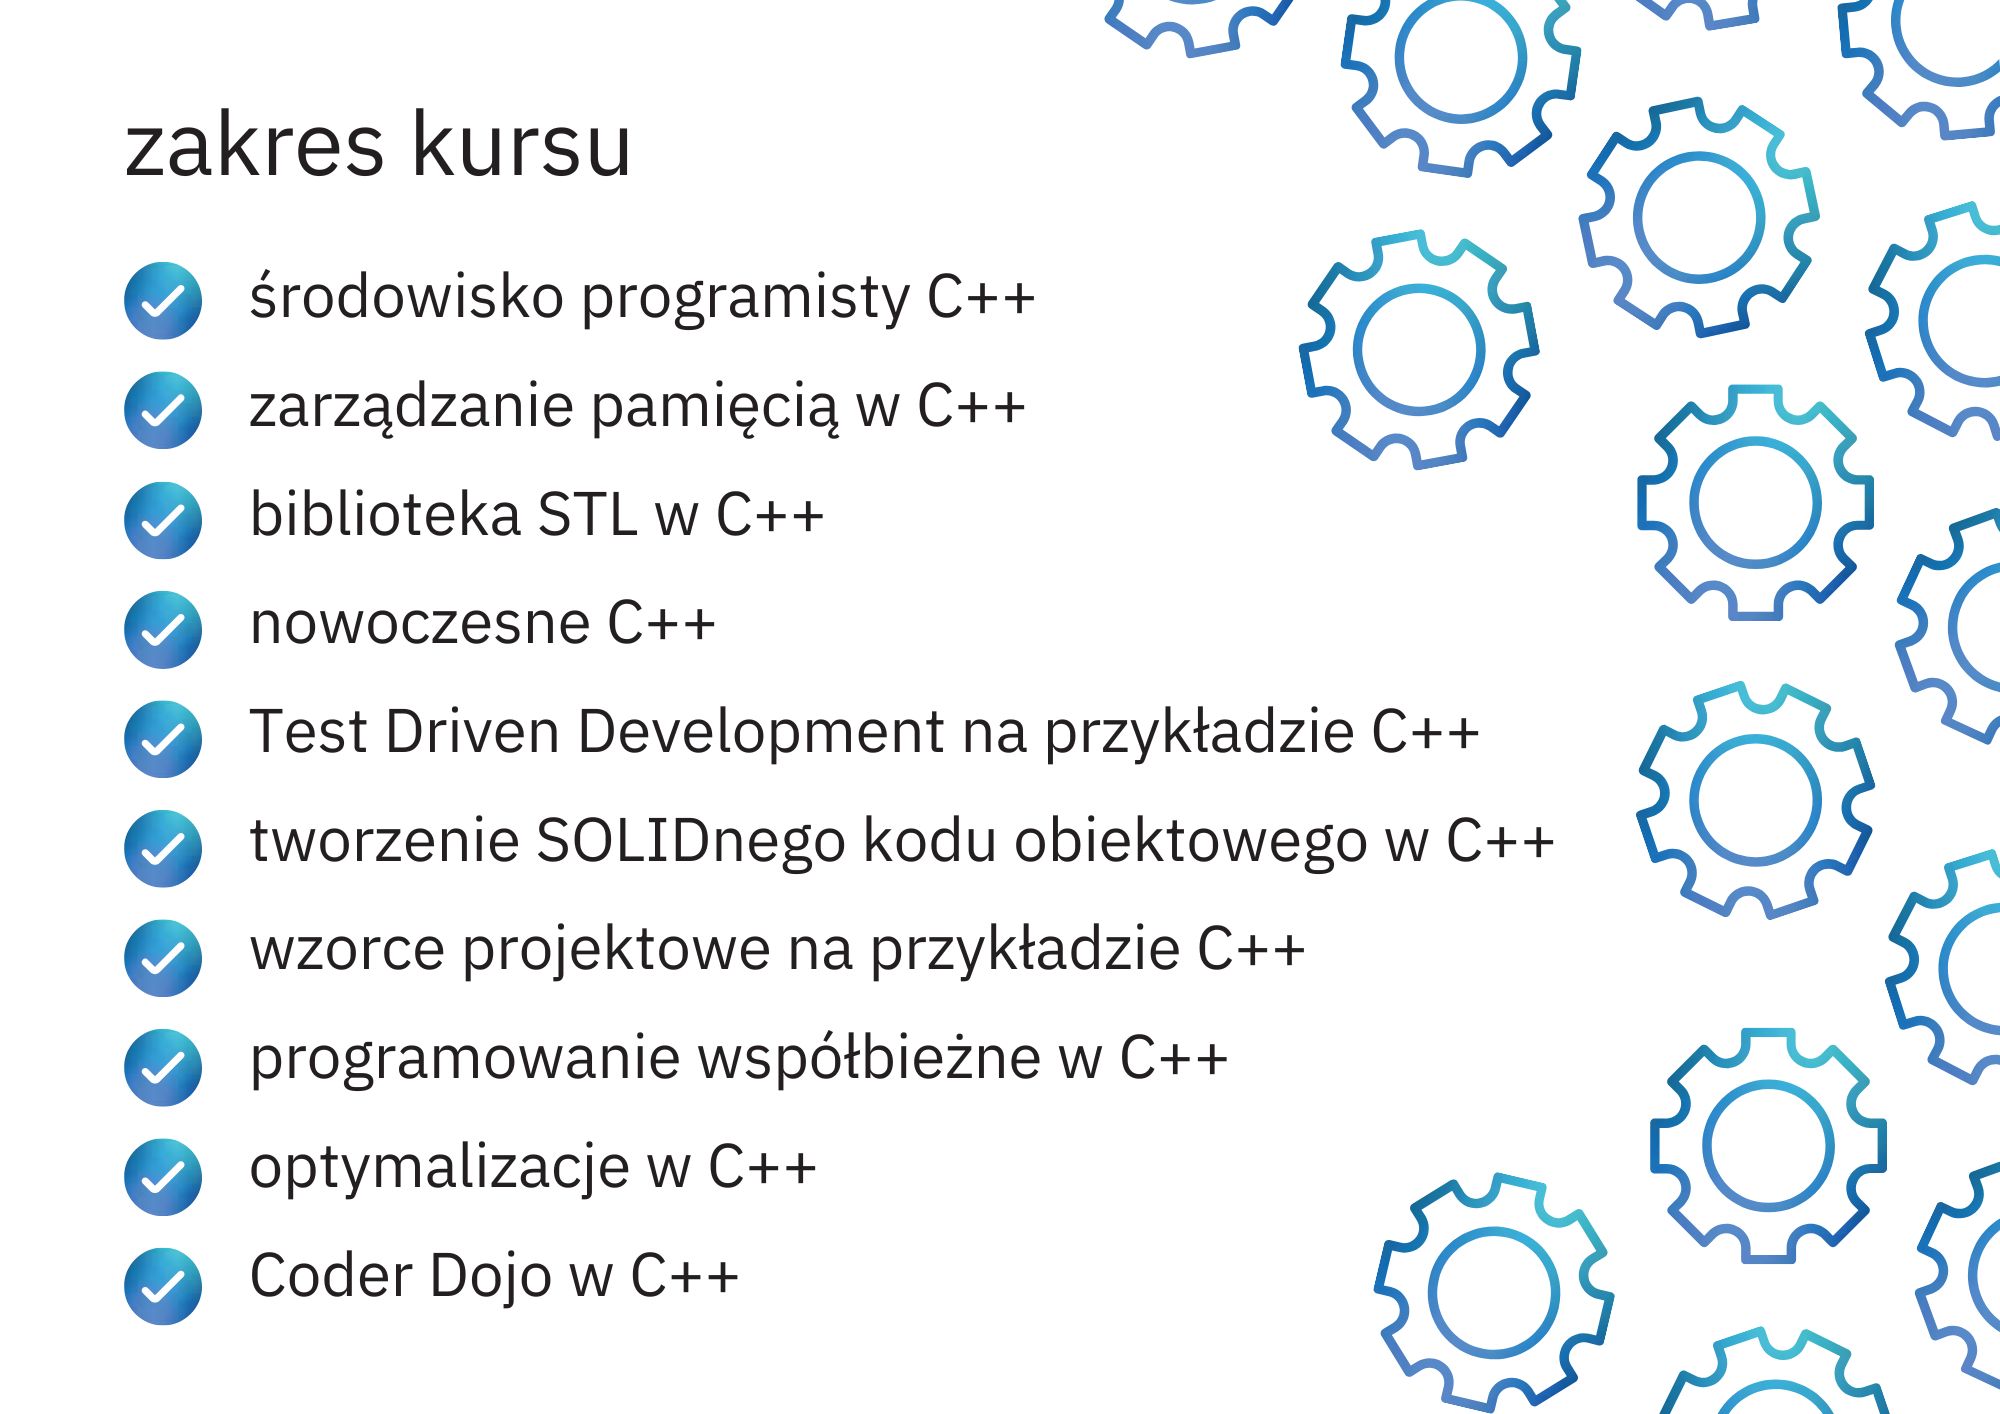 zakres kursu
środowisko programisty C++
zarządzanie pamięcią w C++
biblioteka STL w C++
nowoczesne C++
Test Driven Development na przykładzie C++
tworzenie SOLIDnego kodu obiektowego w C++
wzorce projektowe na przykładzie C++
programowanie współbieżne w C++
optymalizacje w C++
Coder Dojo w C++